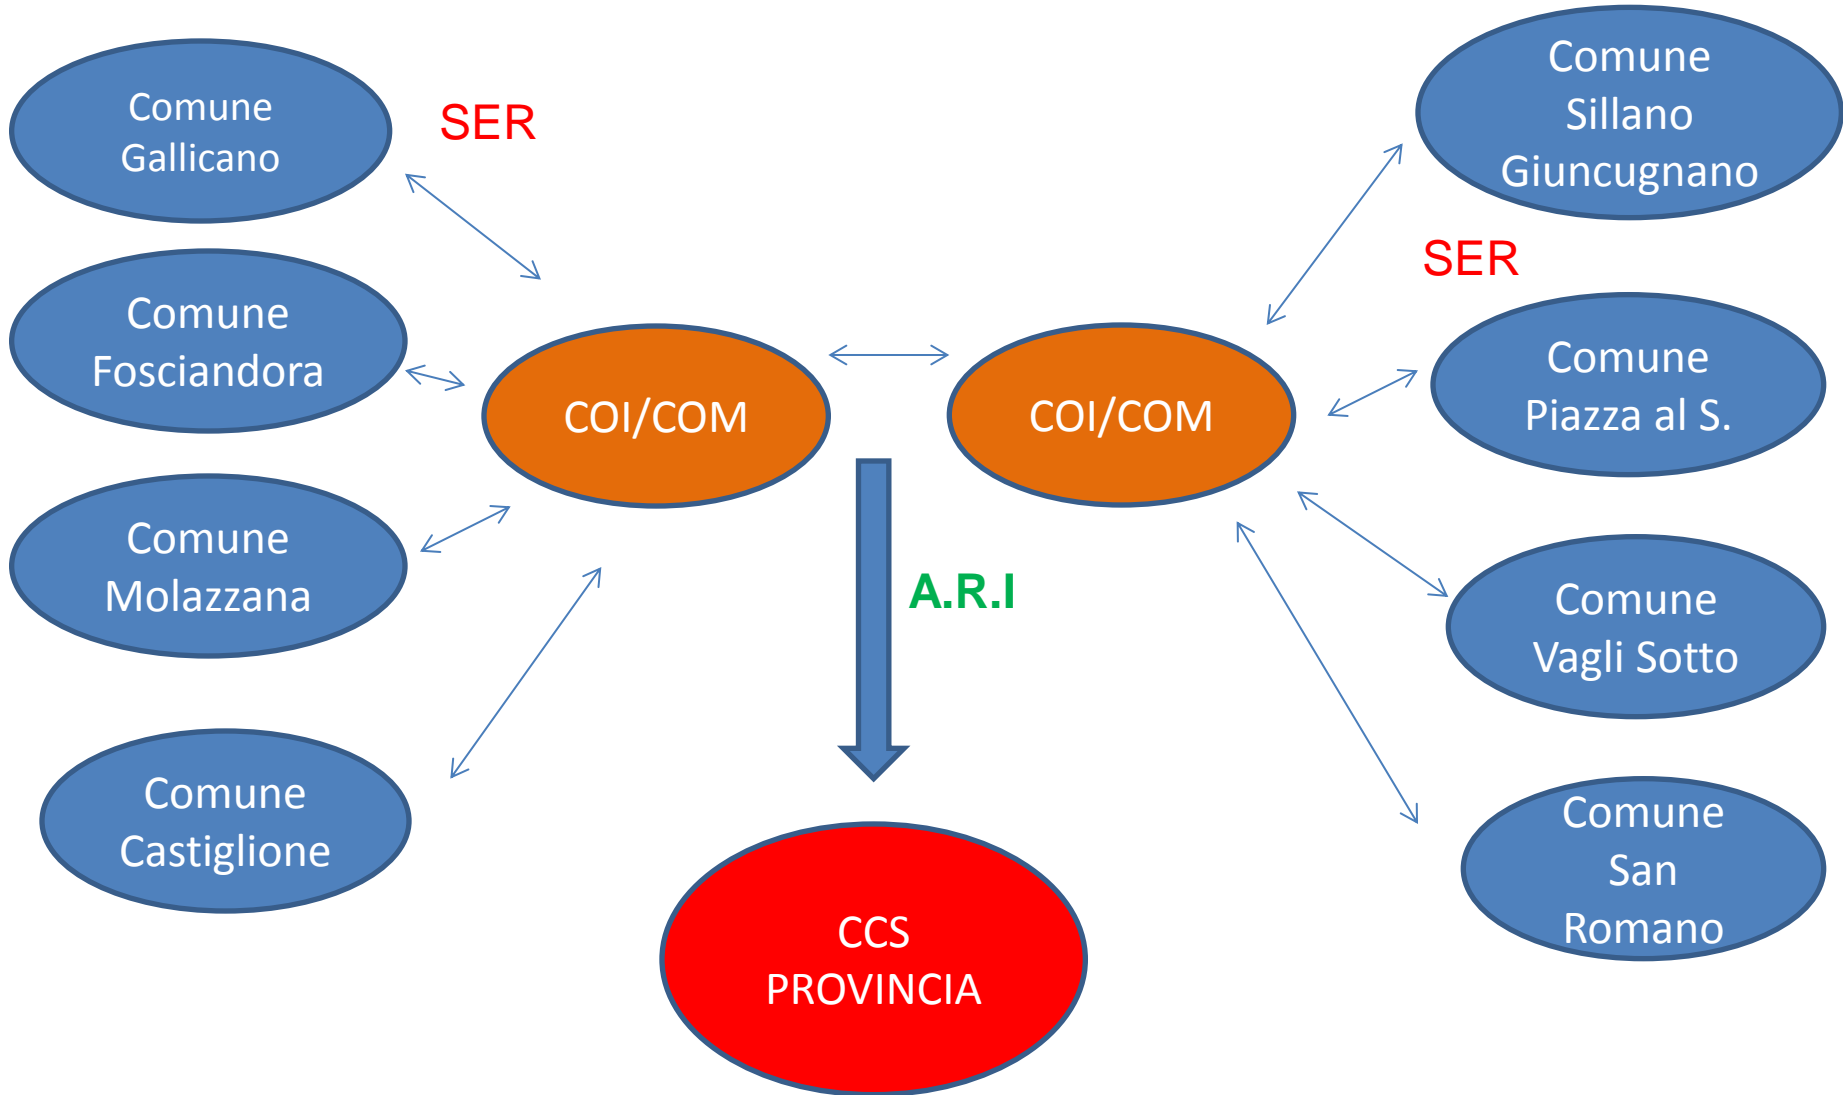 Comune
Gallicano
SER
Comune
Sillano
Giuncugnano
SER
Comune
Fosciandora
COI/COM
COI/COM
Comune
Piazza al S.
Comune
Molazzana
A.R.I
Comune
Vagli Sotto
Comune
Castiglione
CCS
PROVINCIA
Comune
San
Romano